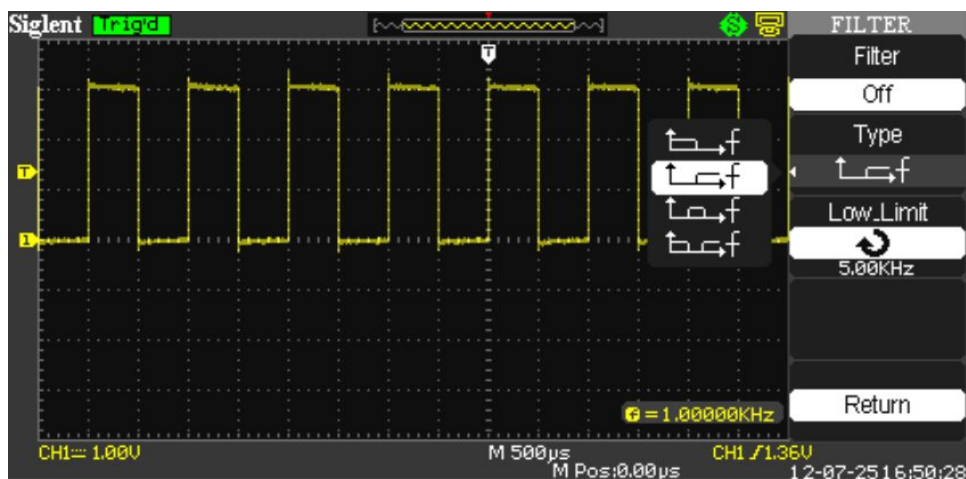 Siglent Trig'd FILTER
T
Filter
Off
Type
f
f
f
f
f
T
Low_Limit
1
5.00KHz
f = 1.00000KHz
Return
CH1 1.00V M 500µs CH1 1.36V
M Pos:0.00µs 12-07-25 16:50:28